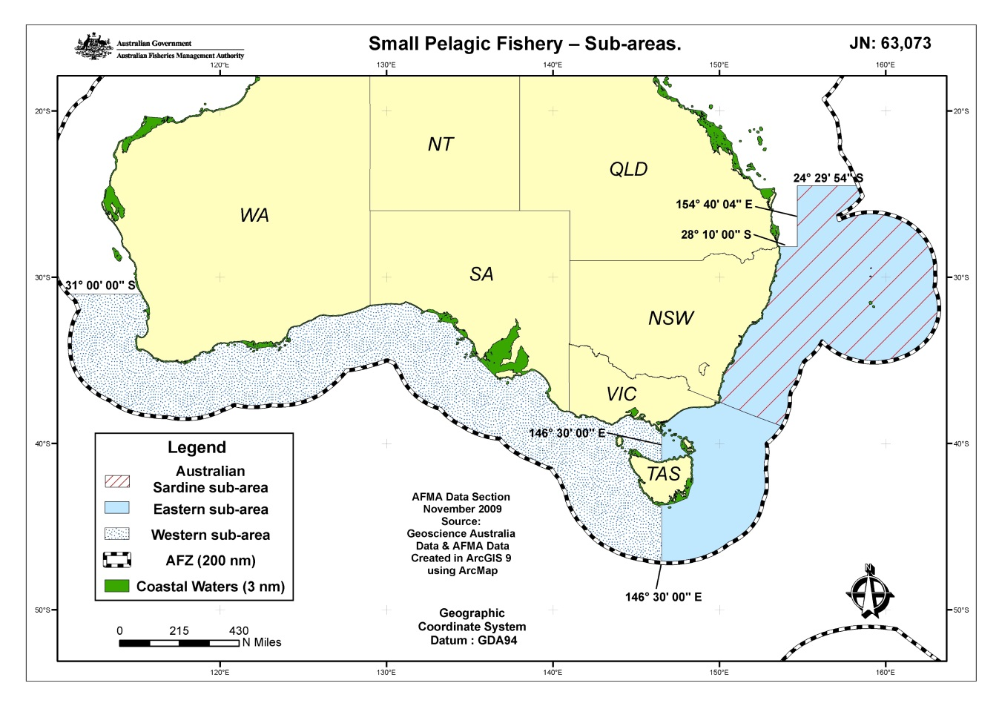 Australian Government
Australian Fisheries Management Authority
Small Pelagic Fishery – Sub-areas.
JN: 63,073
120°E
130°E
140°E
150°E
160°E
20°S
20°S
NT
QLD
24° 29' 54" S
154° 40' 04" E
WA
28° 10' 00" S
SA
30°S
30°S
31° 00' 00" S
NSW
VIC
146° 30' 00" E
40°S
40°S
TAS
Legend
Australian
Sardine sub-area
Eastern sub-area
Western sub-area
AFZ (200 nm)
Coastal Waters (3 nm)
AFMA Data Section
November 2009
Source:
Geoscience Australia
Data & AFMA Data
Created in ArcGIS 9
using ArcMap
N
146° 30' 00" E
50°S
50°S
Geographic
Coordinate System
Datum : GDA94
0 215 430
N Miles
120°E
130°E
140°E
150°E
160°E